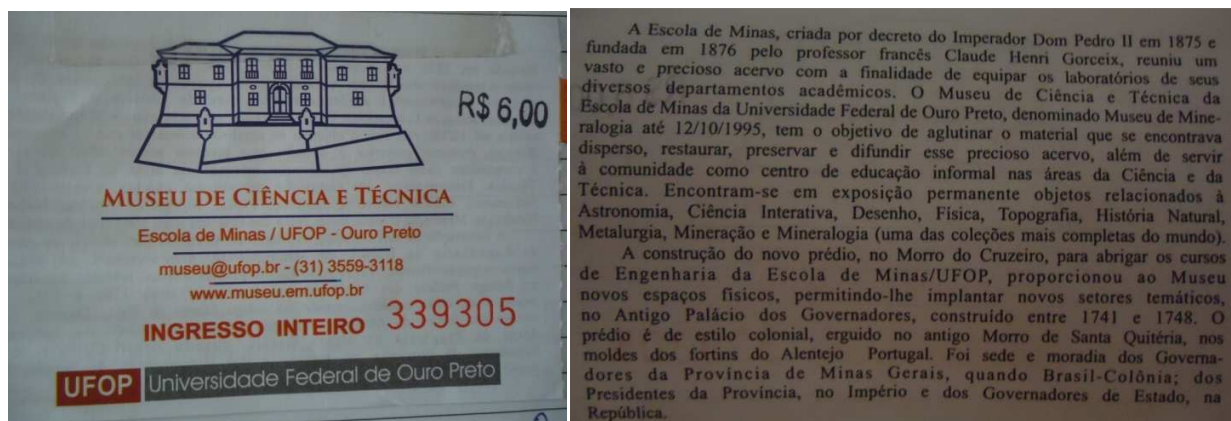 R$ 6,00
MUSEU DE CIÊNCIA E TÉCNICA
Escola de Minas / UFOP - Ouro Preto
museu@ufop.br - (31) 3559-3118
www.museu.em.ufop.br
INGRESSO INTEIRO 339305
UFOP Universidade Federal de Ouro Preto
A Escola de Minas, criada por decreto do Imperador Dom Pedro II em 1875 e
fundada em 1876 pelo professor francês Claude Henri Gorceix, reuniu um
vasto e precioso acervo com a finalidade de equipar os laboratórios de seus
diversos departamentos acadêmicos. O Museu de Ciência e Técnica da
Escola de Minas da Universidade Federal de Ouro Preto, denominado Museu de Mine-
ralogia até 12/10/1995, tem o objetivo de aglutinar o material que se encontrava
disperso, restaurar, preservar e difundir esse precioso acervo, além de servir
à comunidade como centro de educação informal nas áreas da Ciência e da
Técnica. Encontram-se em exposição permanente objetos relacionados à
Astronomia, Ciência Interativa, Desenho, Física, Topografia, História Natural,
Metalurgia, Mineração e Mineralogia (uma das coleções mais completas do mundo).
A construção do novo prédio, no Morro do Cruzeiro, para abrigar os cursos
de Engenharia da Escola de Minas/UFOP, proporcionou ao Museu
novos espaços físicos, permitindo-lhe implantar novos setores temáticos,
no Antigo Palácio dos Governadores, construído entre 1741 e 1748. O
prédio é de estilo colonial, erguido no antigo Morro de Santa Quitéria, nos
moldes dos fortins do Alentejo Portugal. Foi sede e moradia dos Governa-
dores da Província de Minas Gerais, quando Brasil-Colônia; dos
Presidentes da Província, no Império e dos Governadores de Estado, na
República.